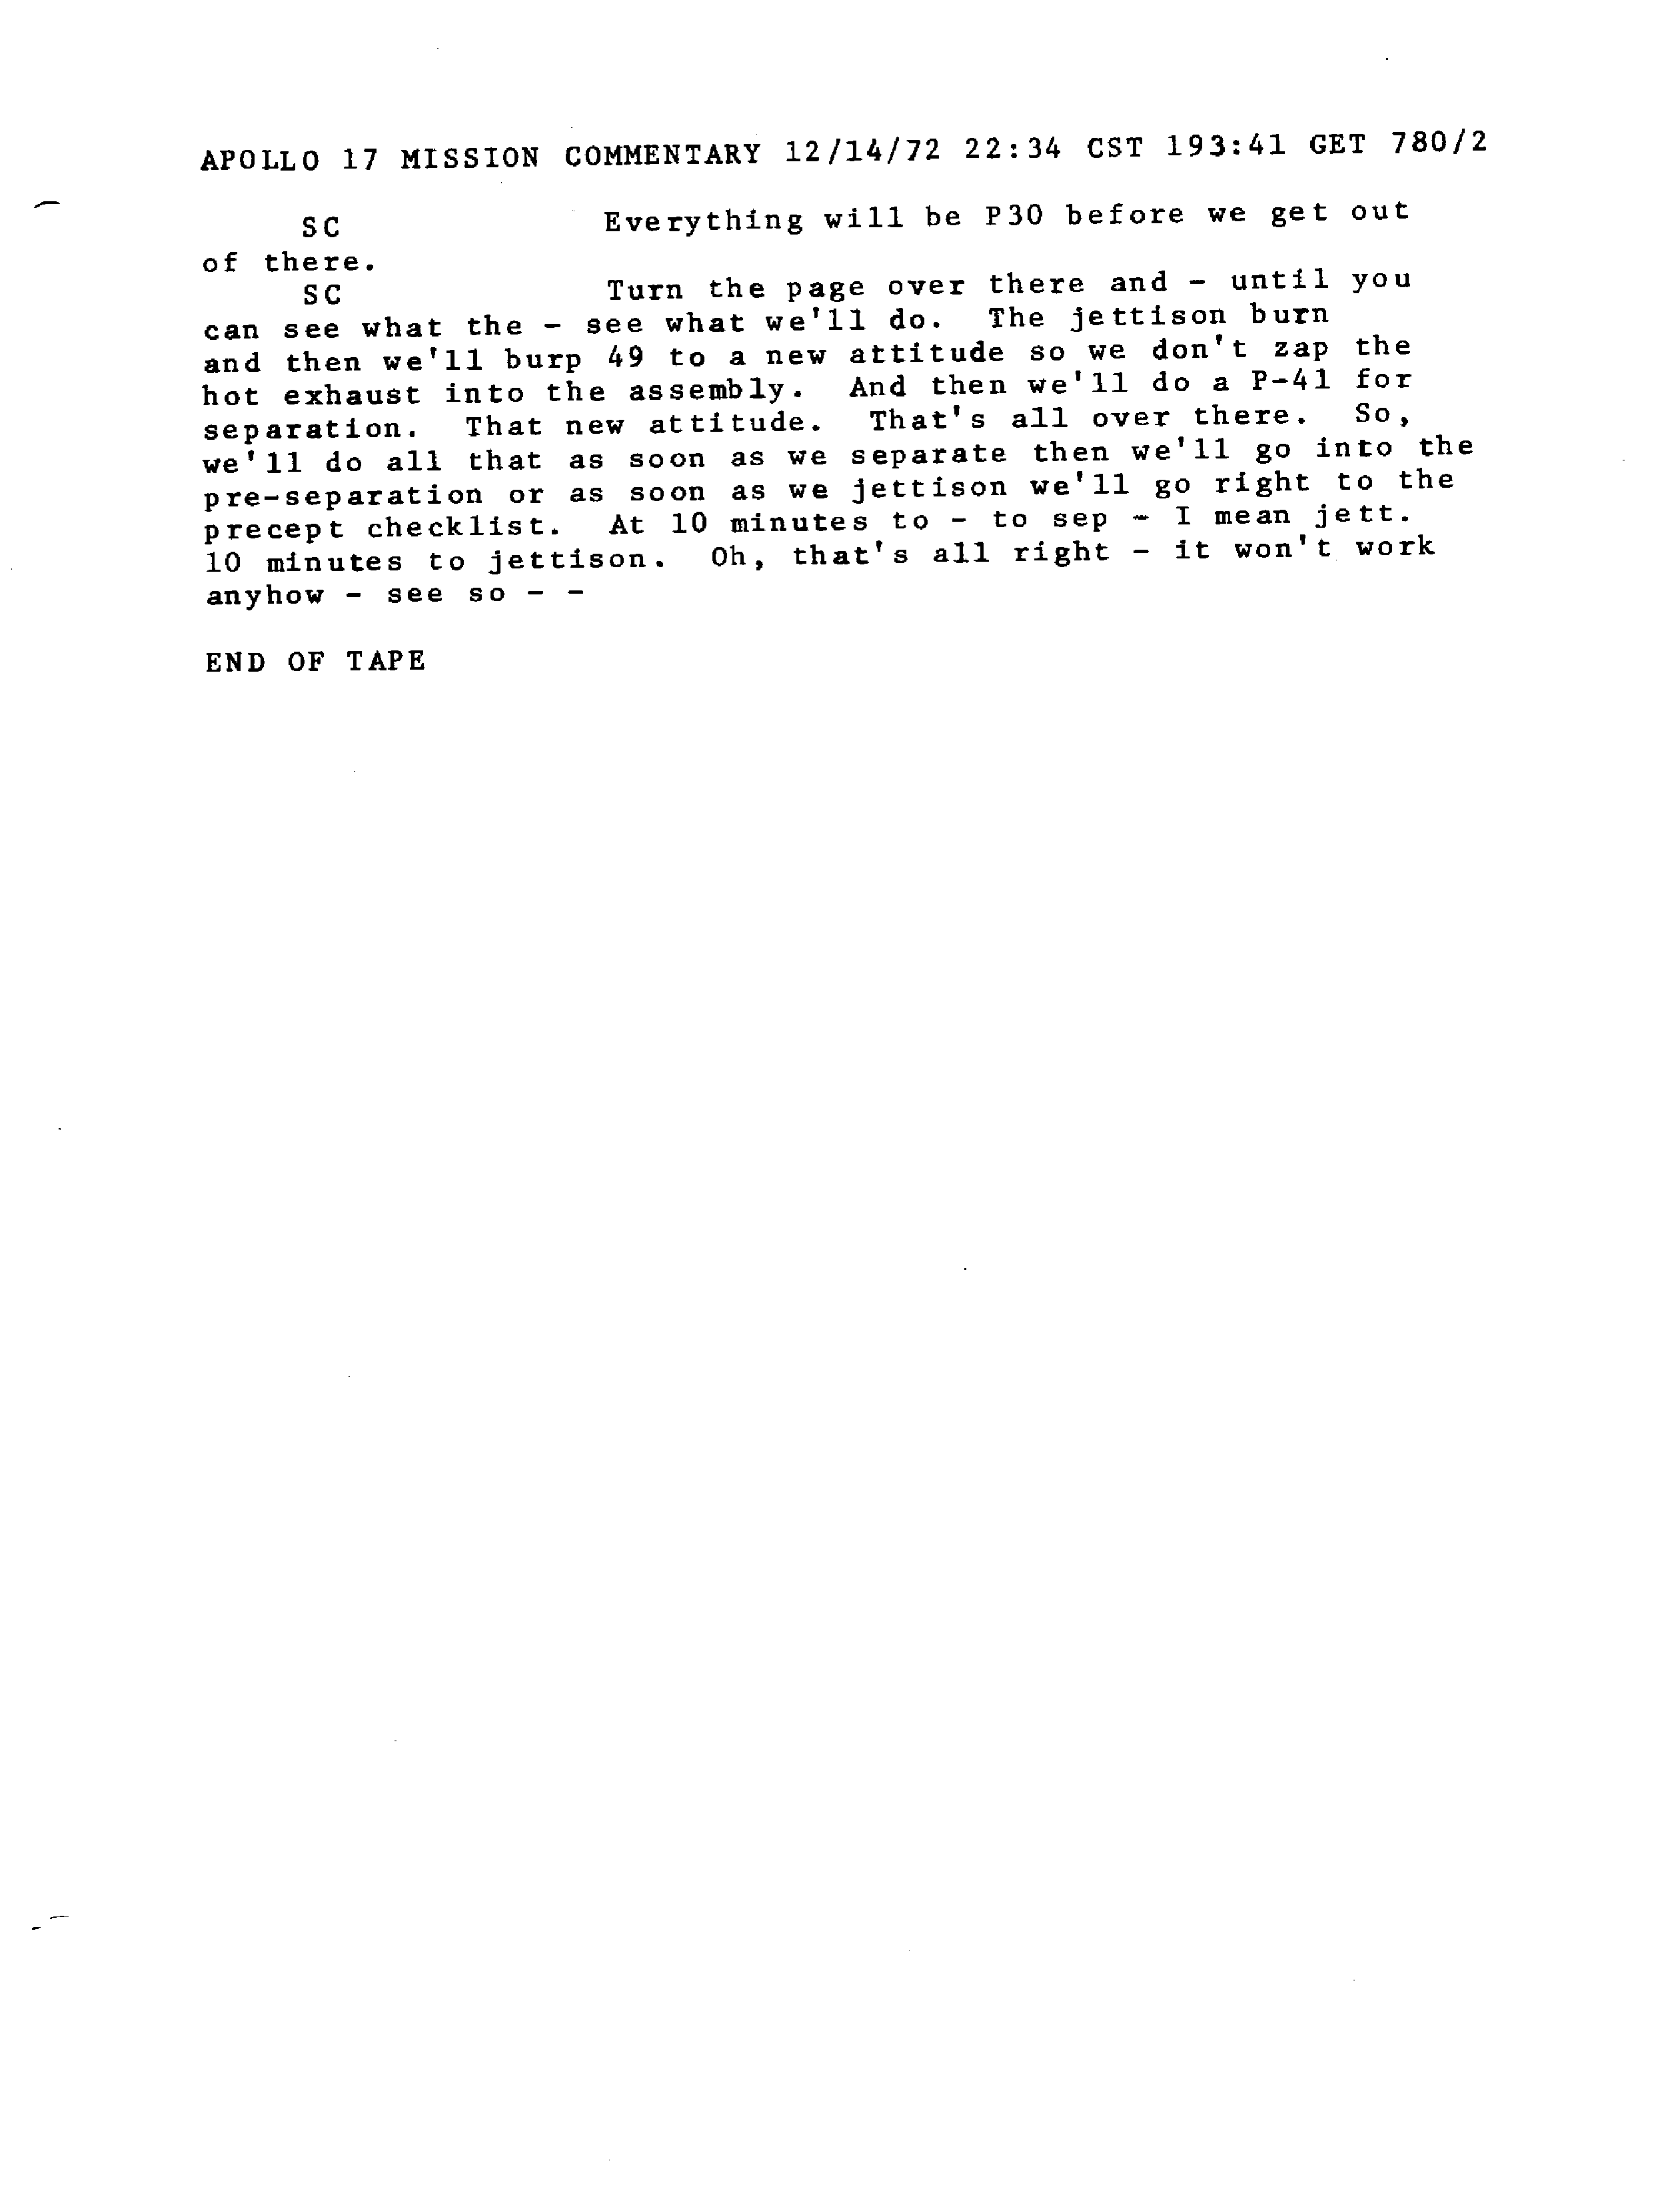 APOLLO 17 MISSION COMMENTARY 12/14/72 22:34 CST 193:41 GET 780/2
SC Everything will be P30 before we get out
of there.
SC Turn the page over there and - until you
can see what the - see what we'll do. The jettison burn
and then we'll burp 49 to a new attitude so we don't zap the
hot exhaust into the assembly. And then we'll do a P-41 for
separation. That new attitude. That's all over there. So,
we'll do all that as soon as we separate then we'll go into the
pre-separation or as soon as we jettison we'll go right to the
precept checklist. At 10 minutes to - to sep - I mean jett.
10 minutes to jettison. Oh, that's all right - it won't work
anyhow - see so - -
END OF TAPE